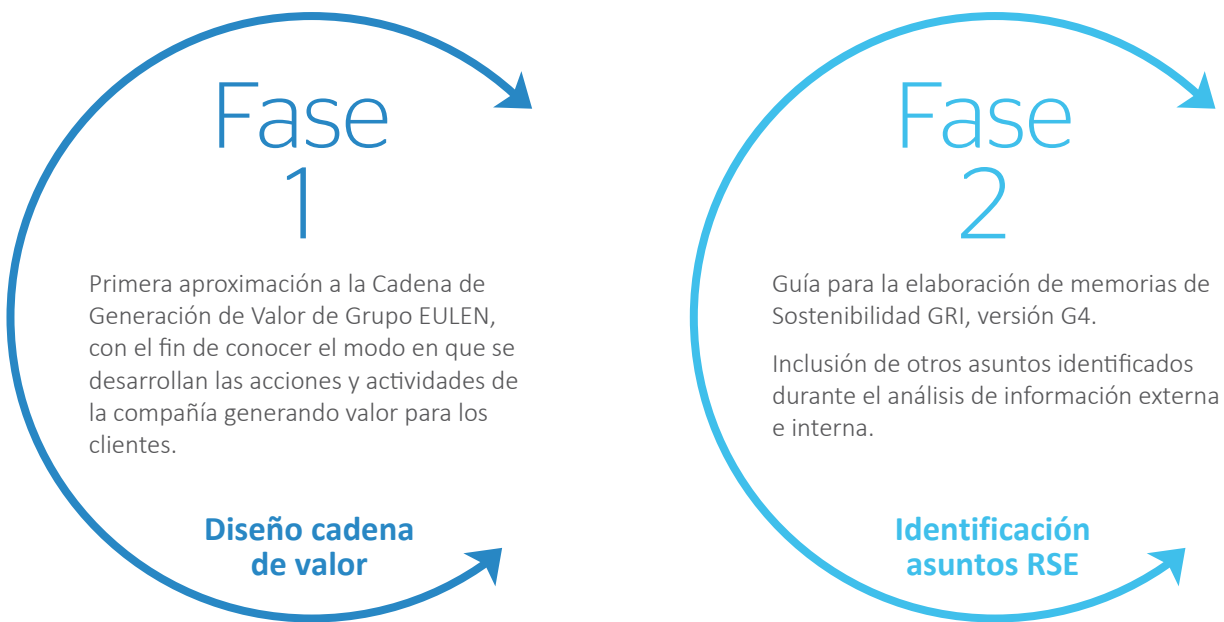 Fase
1
Primera aproximación a la Cadena de
Generación de Valor de Grupo EULEN,
con el fin de conocer el modo en que se
desarrollan las acciones y actividades de
la compañía generando valor para los
clientes.
Diseño cadena
de valor
Fase
2
Guía para la elaboración de memorias de
Sostenibilidad GRI, versión G4.
Inclusión de otros asuntos identificados
durante el análisis de información externa
e interna.
Identificación
asuntos RSE